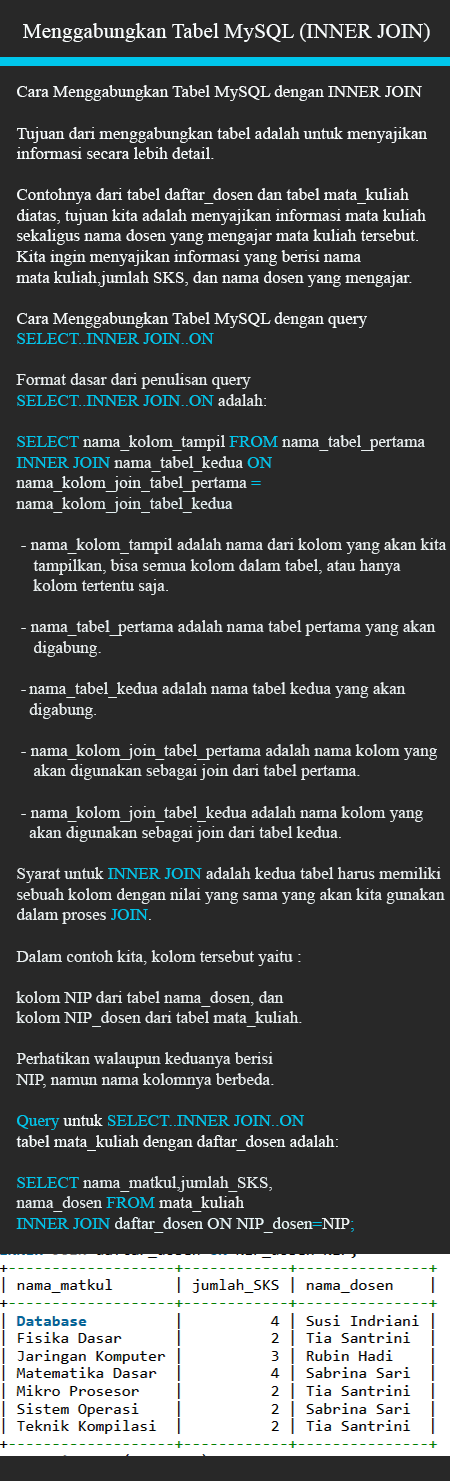 Menggabungkan Tabel MySQL (INNER JOIN)
Cara Menggabungkan Tabel MySQL dengan INNER JOIN
Tujuan dari menggabungkan tabel adalah untuk menyajikan
informasi secara lebih detail.
Contohnya dari tabel daftar_dosen dan tabel mata_kuliah
diatas, tujuan kita adalah menyajikan informasi mata kuliah
sekaligus nama dosen yang mengajar mata kuliah tersebut.
Kita ingin menyajikan informasi yang berisi nama
mata kuliah,jumlah SKS, dan nama dosen yang mengajar.
Cara Menggabungkan Tabel MySQL dengan query
SELECT..INNER JOIN..ON
Format dasar dari penulisan query
SELECT..INNER JOIN..ON adalah:
SELECT nama_kolom_tampil FROM nama_tabel_pertama
INNER JOIN nama_tabel_kedua ON
nama_kolom_join_tabel_pertama =
nama_kolom_join_tabel_kedua
- nama_kolom_tampil adalah nama dari kolom yang akan kita
tampilkan, bisa semua kolom dalam tabel, atau hanya
kolom tertentu saja.
- nama_tabel_pertama adalah nama tabel pertama yang akan
digabung.
- nama_tabel_kedua adalah nama tabel kedua yang akan
digabung.
- nama_kolom_join_tabel_pertama adalah nama kolom yang
akan digunakan sebagai join dari tabel pertama.
- nama_kolom_join_tabel_kedua adalah nama kolom yang
akan digunakan sebagai join dari tabel kedua.
Syarat untuk INNER JOIN adalah kedua tabel harus memiliki
sebuah kolom dengan nilai yang sama yang akan kita gunakan
dalam proses JOIN.
Dalam contoh kita, kolom tersebut yaitu :
kolom NIP dari tabel nama_dosen, dan
kolom NIP_dosen dari tabel mata_kuliah.
Perhatikan walaupun keduanya berisi
NIP, namun nama kolomnya berbeda.
Query untuk SELECT..INNER JOIN..ON
tabel mata_kuliah dengan daftar_dosen adalah:
SELECT nama_matkul,jumlah_SKS,
nama_dosen FROM mata_kuliah
INNER JOIN daftar_dosen ON NIP_dosen=NIP;
| nama_matkul | jumlah_SKS | nama_dosen |
| Database | 4 | Susi Indriani |
| Fisika Dasar | 2 | Tia Santrini |
| Jaringan Komputer | 3 | Rubin Hadi |
| Matematika Dasar | 4 | Sabrina Sari |
| Mikro Prosesor | 2 | Tia Santrini |
| Sistem Operasi | 2 | Sabrina Sari |
| Teknik Kompilasi | 2 | Tia Santrini |